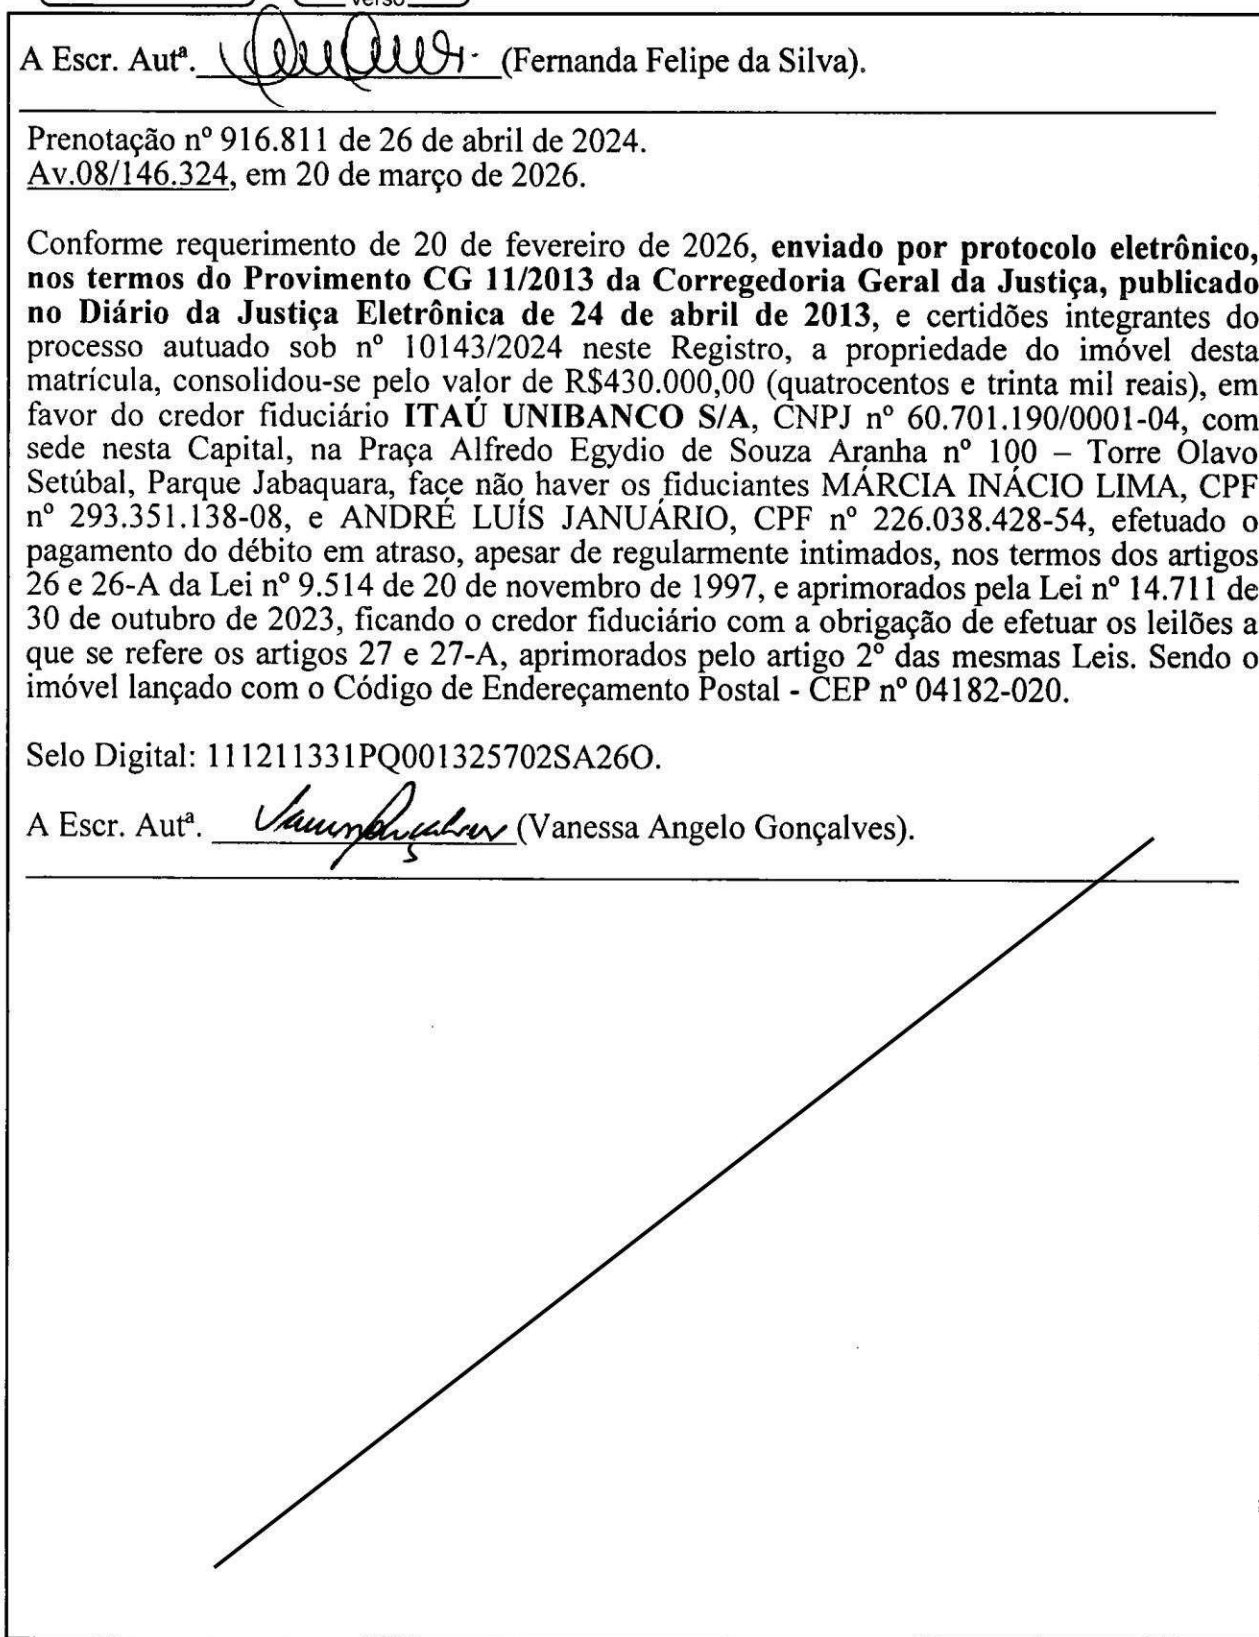 verso
A Escr. Autª. (Fernanda Felipe da Silva).
Prenotação nº 916.811 de 26 de abril de 2024.
Av.08/146.324, em 20 de março de 2026.
Conforme requerimento de 20 de fevereiro de 2026, enviado por protocolo eletrônico,
nos termos do Provimento CG 11/2013 da Corregedoria Geral da Justiça, publicado
no Diário da Justiça Eletrônica de 24 de abril de 2013, e certidões integrantes do
processo autuado sob nº 10143/2024 neste Registro, a propriedade do imóvel desta
matrícula, consolidou-se pelo valor de R$430.000,00 (quatrocentos e trinta mil reais), em
favor do credor fiduciário ITAÚ UNIBANCO S/A, CNPJ nº 60.701.190/0001-04, com
sede nesta Capital, na Praça Alfredo Egydio de Souza Aranha nº 100 – Torre Olavo
Setúbal, Parque Jabaquara, face não haver os fiduciantes MÁRCIA INÁCIO LIMA, CPF
nº 293.351.138-08, e ANDRÉ LUÍS JANUÁRIO, CPF nº 226.038.428-54, efetuado o
pagamento do débito em atraso, apesar de regularmente intimados, nos termos dos artigos
26 e 26-A da Lei nº 9.514 de 20 de novembro de 1997, e aprimorados pela Lei nº 14.711 de
30 de outubro de 2023, ficando o credor fiduciário com a obrigação de efetuar os leilões a
que se refere os artigos 27 e 27-A, aprimorados pelo artigo 2º das mesmas Leis. Sendo o
imóvel lançado com o Código de Endereçamento Postal - CEP nº 04182-020.
Selo Digital: 111211331PQ001325702SA26O.
A Escr. Autª. (Vanessa Angelo Gonçalves).